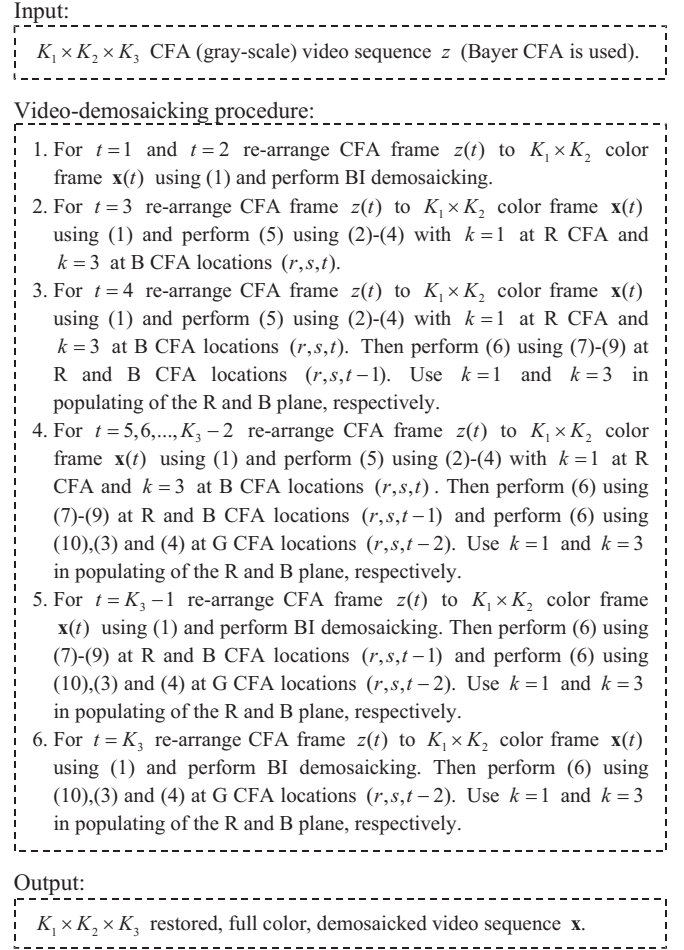 Input:
K₁ × K₂ × K₃ CFA (gray-scale) video sequence z (Bayer CFA is used).
Video-demosaicking procedure:
1. For t = 1 and t = 2 re-arrange CFA frame z(t) to K₁ × K₂ color
frame x(t) using (1) and perform BI demosaicking.
2. For t = 3 re-arrange CFA frame z(t) to K₁ × K₂ color frame x(t)
using (1) and perform (5) using (2)-(4) with k = 1 at R CFA and
k = 3 at B CFA locations (r,s,t).
3. For t = 4 re-arrange CFA frame z(t) to K₁ × K₂ color frame x(t)
using (1) and perform (5) using (2)-(4) with k = 1 at R CFA and
k = 3 at B CFA locations (r,s,t). Then perform (6) using (7)-(9) at
R and B CFA locations (r,s,t − 1). Use k = 1 and k = 3 in
populating of the R and B plane, respectively.
4. For t = 5,6,...,K₃ − 2 re-arrange CFA frame z(t) to K₁ × K₂ color
frame x(t) using (1) and perform (5) using (2)-(4) with k = 1 at R
CFA and k = 3 at B CFA locations (r,s,t) . Then perform (6) using
(7)-(9) at R and B CFA locations (r,s,t − 1) and perform (6) using
(10),(3) and (4) at G CFA locations (r,s,t − 2). Use k = 1 and k = 3
in populating of the R and B plane, respectively.
5. For t = K₃ − 1 re-arrange CFA frame z(t) to K₁ × K₂ color frame
x(t) using (1) and perform BI demosaicking. Then perform (6) using
(7)-(9) at R and B CFA locations (r,s,t − 1) and perform (6) using
(10),(3) and (4) at G CFA locations (r,s,t − 2). Use k = 1 and k = 3
in populating of the R and B plane, respectively.
6. For t = K₃ re-arrange CFA frame z(t) to K₁ × K₂ color frame x(t)
using (1) and perform BI demosaicking. Then perform (6) using
(10),(3) and (4) at G CFA locations (r,s,t − 2). Use k = 1 and k = 3
in populating of the R and B plane, respectively.
Output:
K₁ × K₂ × K₃ restored, full color, demosaicked video sequence x.